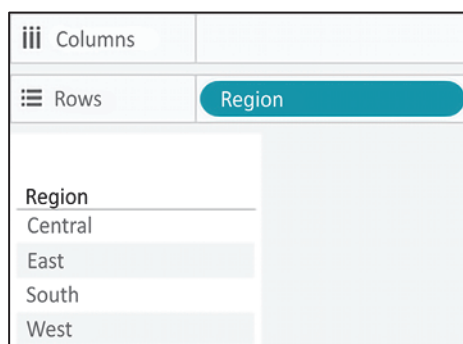 Columns
Rows
Region
Region
Central
East
South
West